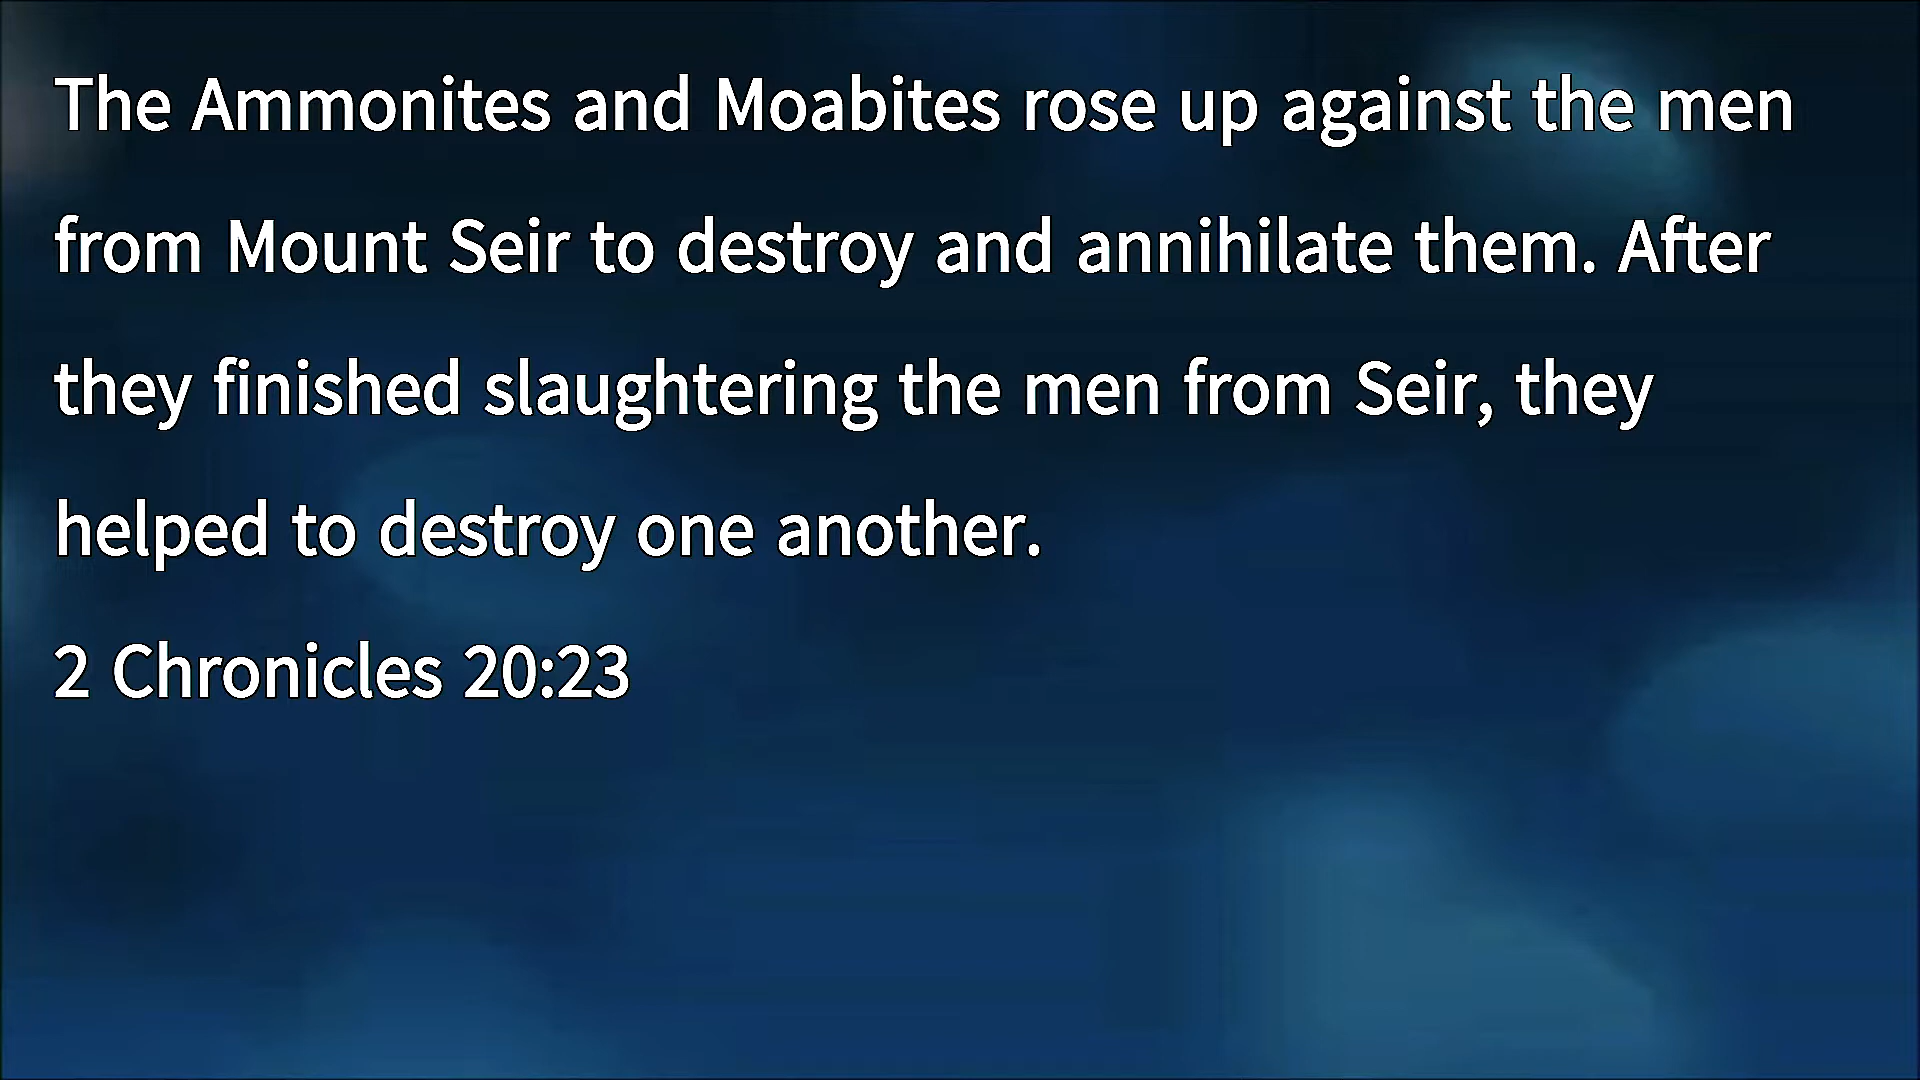 The Ammonites and Moabites rose up against the men
from Mount Seir to destroy and annihilate them. After
they finished slaughtering the men from Seir, they
helped to destroy one another.
2 Chronicles 20:23